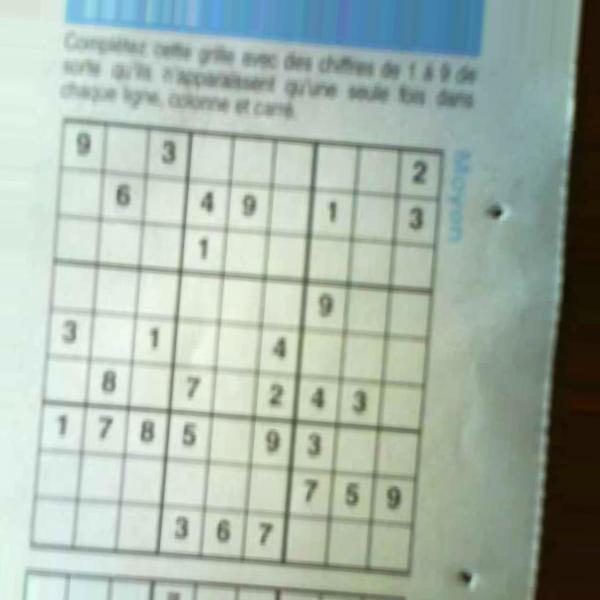 Complétez cette grille avec des chiffres de 1 à 9 de
sorte qu'ils n'apparaissent qu'une seule fois dans
chaque ligne, colonne et carré.
Moyen
9 3 2
6 4 9 1 3
1
9
3 1 4
8 7 2 4 3
1 7 8 5 9 3
7 5 9
3 6 7